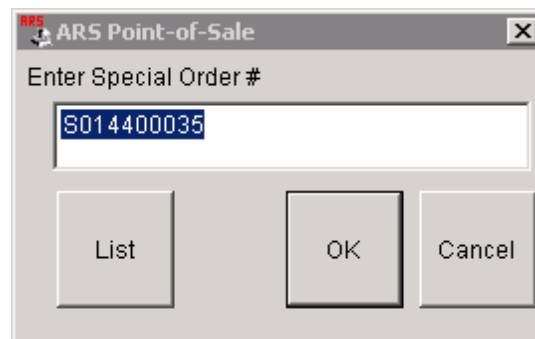 ARS ARS Point-of-Sale
Enter Special Order #
S014400035
List OK Cancel